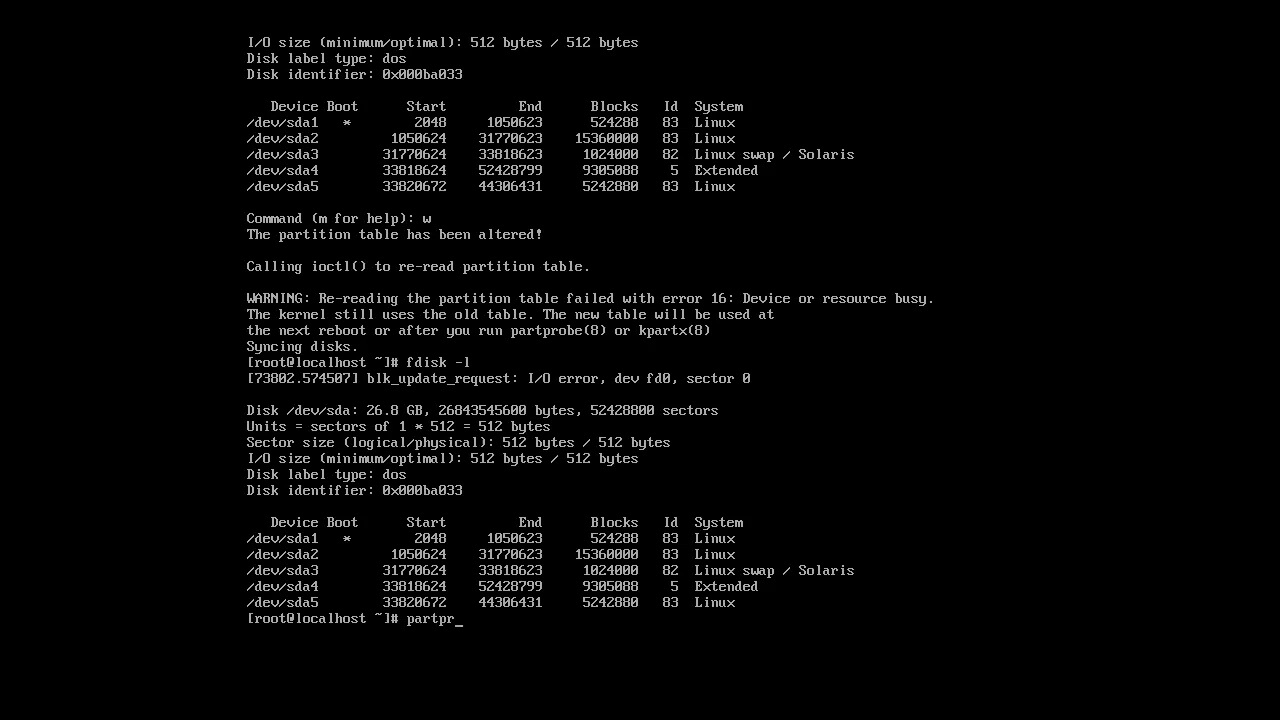 I/O size (minimum/optimal): 512 bytes / 512 bytes
Disk label type: dos
Disk identifier: 0x000ba033
   Device Boot      Start         End      Blocks   Id  System
/dev/sda1   *        2048     1050623      524288   83  Linux
/dev/sda2         1050624    31770623    15360000   83  Linux
/dev/sda3        31770624    33818623     1024000   82  Linux swap / Solaris
/dev/sda4        33818624    52428799     9305088    5  Extended
/dev/sda5        33820672    44306431     5242880   83  Linux
Command (m for help): w
The partition table has been altered!
Calling ioctl() to re-read partition table.
WARNING: Re-reading the partition table failed with error 16: Device or resource busy.
The kernel still uses the old table. The new table will be used at
the next reboot or after you run partprobe(8) or kpartx(8)
Syncing disks.
[root@localhost ~]# fdisk -l
[73802.574507] blk_update_request: I/O error, dev fd0, sector 0
Disk /dev/sda: 26.8 GB, 26843545600 bytes, 52428800 sectors
Units = sectors of 1 * 512 = 512 bytes
Sector size (logical/physical): 512 bytes / 512 bytes
I/O size (minimum/optimal): 512 bytes / 512 bytes
Disk label type: dos
Disk identifier: 0x000ba033
   Device Boot      Start         End      Blocks   Id  System
/dev/sda1   *        2048     1050623      524288   83  Linux
/dev/sda2         1050624    31770623    15360000   83  Linux
/dev/sda3        31770624    33818623     1024000   82  Linux swap / Solaris
/dev/sda4        33818624    52428799     9305088    5  Extended
/dev/sda5        33820672    44306431     5242880   83  Linux
[root@localhost ~]# partpr_